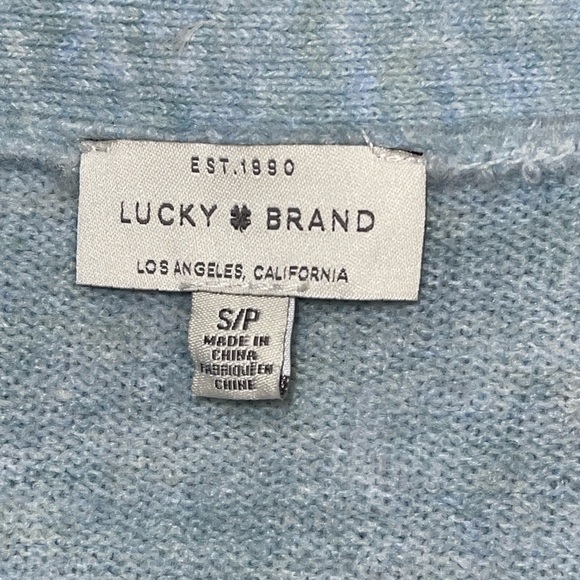 EST.1990
LUCKY BRAND
LOS ANGELES, CALIFORNIA
S/P
MADE IN
CHINA
FABRIQUÉ EN
CHINE